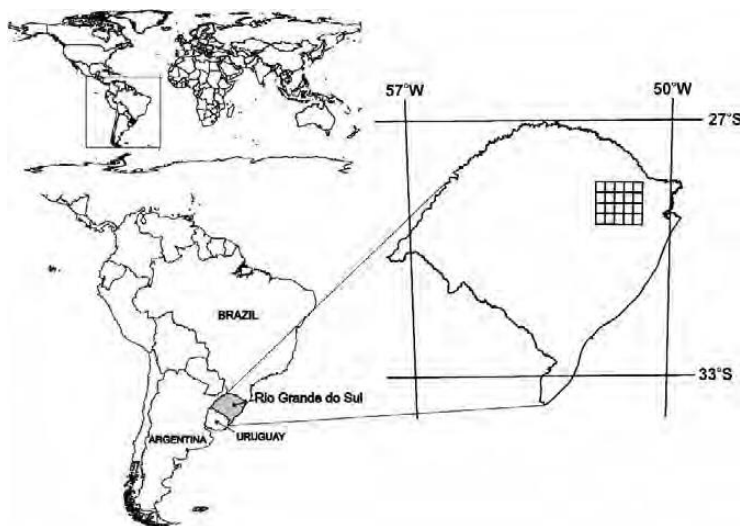 57°W
50°W
27°S
BRAZIL
33°S
Rio Grande do Sul
ARGENTINA
URUGUAY